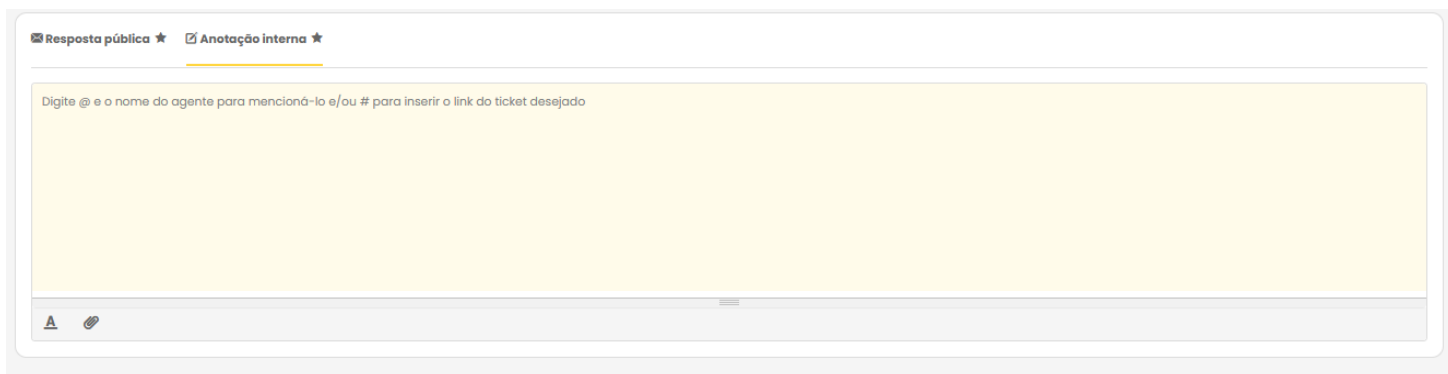 Resposta pública Anotação interna
Digite @ e o nome do agente para mencioná-lo e/ou # para inserir o link do ticket desejado
A